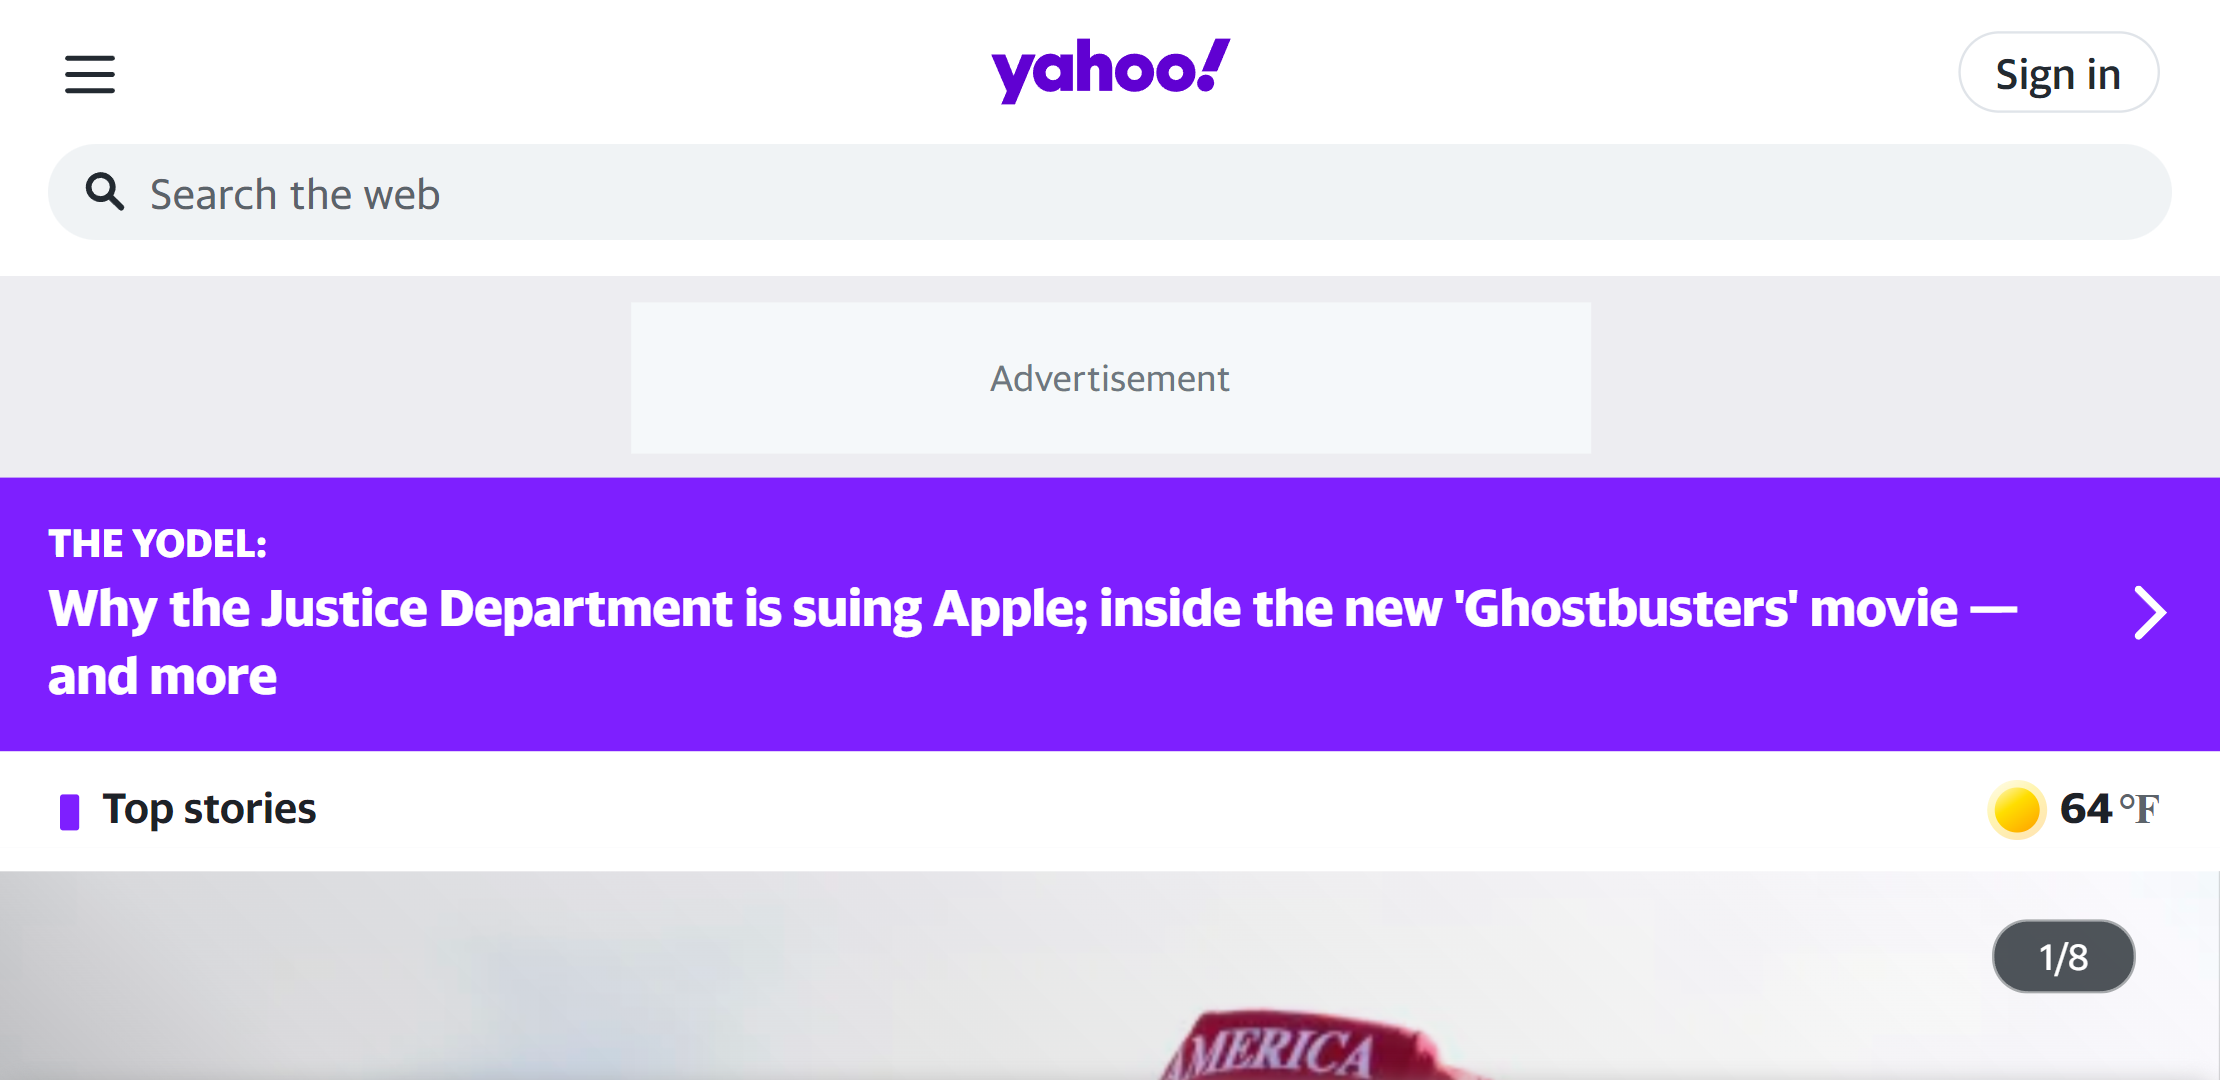 yahoo!
Sign in
Search the web
Advertisement
THE YODEL:
Why the Justice Department is suing Apple; inside the new 'Ghostbusters' movie —
and more
Top stories
64 °F
1/8
AMERICA